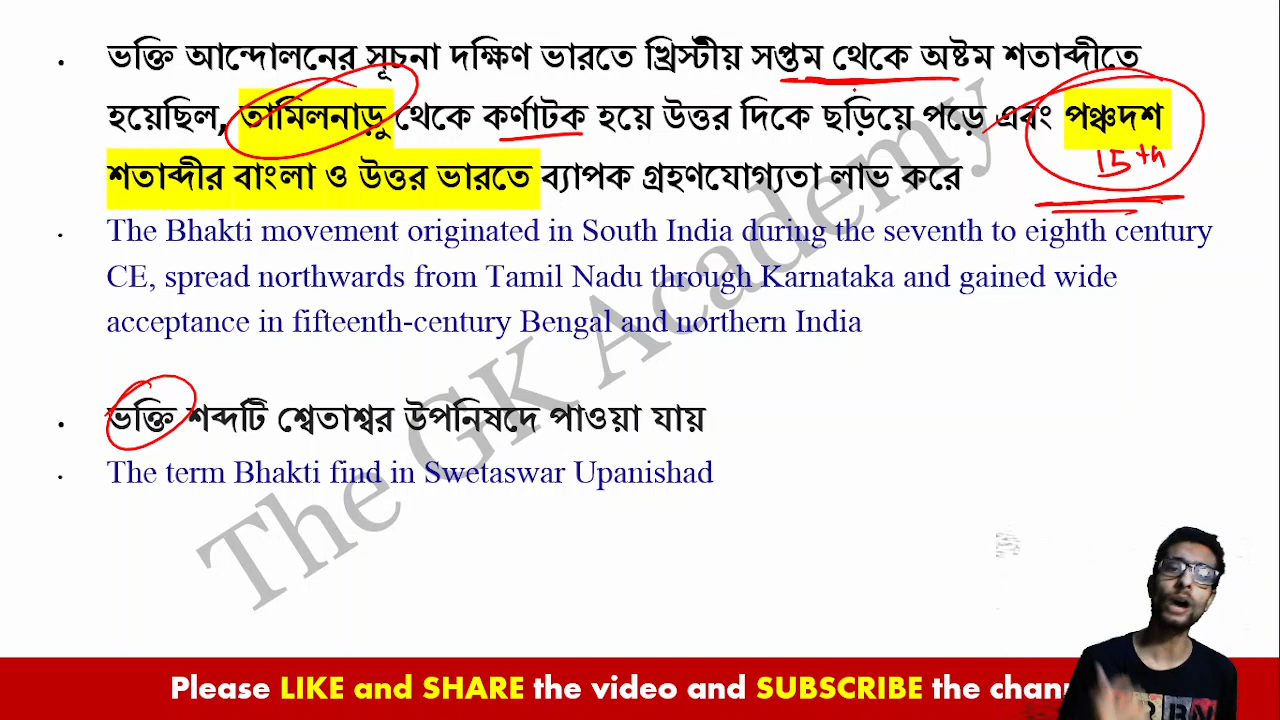 ভক্তি আন্দোলনের সূচনা দক্ষিণ ভারতে খ্রিস্টীয় সপ্তম থেকে অষ্টম শতাব্দীতে
হয়েছিল, তামিলনাড়ু থেকে কর্ণাটক হয়ে উত্তর দিকে ছড়িয়ে পড়ে এবং পঞ্চদশ
15th
শতাব্দীর বাংলা ও উত্তর ভারতে ব্যাপক গ্রহণযোগ্যতা লাভ করে
The Bhakti movement originated in South India during the seventh to eighth century
CE, spread northwards from Tamil Nadu through Karnataka and gained wide
acceptance in fifteenth-century Bengal and northern India
ভক্তি শব্দটি শ্বেতাশ্বর উপনিষদে পাওয়া যায়
The term Bhakti find in Swetaswar Upanishad
The GK Academy
Please LIKE and SHARE the video and SUBSCRIBE the chan